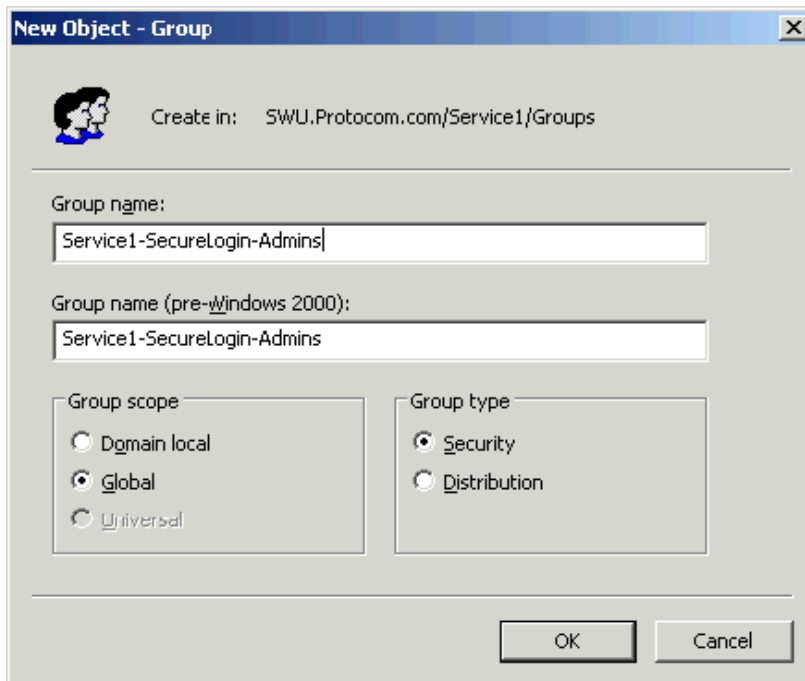 New Object - Group
Create in: SWU.Protocom.com/Service1/Groups
Group name:
Service1-SecureLogin-Admins
Group name (pre-Windows 2000):
Service1-SecureLogin-Admins
Group scope
Domain local
Global
Universal
Group type
Security
Distribution
OK Cancel